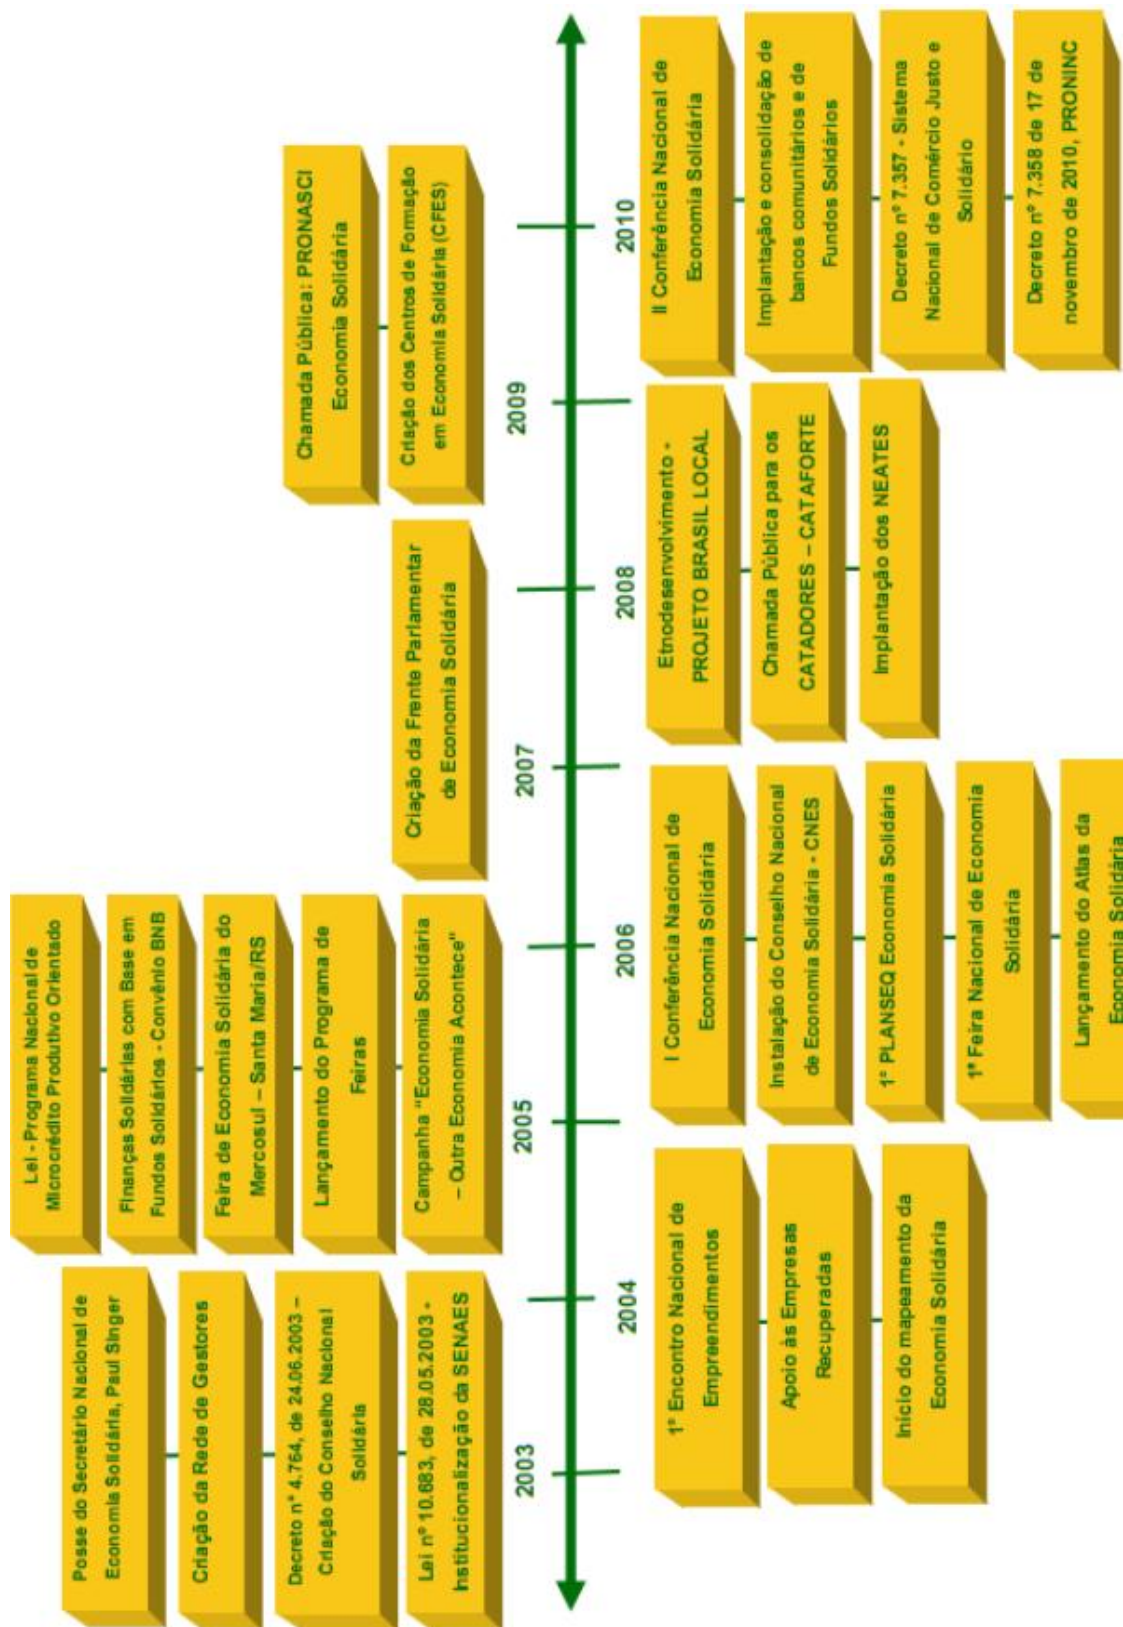 Posse do Secretário Nacional de
Economia Solidária, Paul Singer
Criação da Rede de Gestores
Decreto nº 4.764, de 24.06.2003 –
Criação do Conselho Nacional
Solidária
Lei nº 10.683, de 28.05.2003 -
Institucionalização da SENAES
2003
1º Encontro Nacional de
Empreendimentos
Apoio às Empresas
Recuperadas
Início do mapeamento da
Economia Solidária
2004
Lei - Programa Nacional de
Microcrédito Produtivo Orientado
Finanças Solidárias com Base em
Fundos Solidários - Convênio BNB
Feira de Economia Solidária do
Mercosul – Santa Maria/RS
Lançamento do Programa de
Feiras
Campanha "Economia Solidária
– Outra Economia Acontece"
2005
2006
I Conferência Nacional de
Economia Solidária
Instalação do Conselho Nacional
de Economia Solidária - CNES
1º PLANSEQ Economia Solidária
1ª Feira Nacional de Economia
Solidária
Lançamento do Atlas da
Economia Solidária
Criação da Frente Parlamentar
de Economia Solidária
2007
2008
Etnodesenvolvimento -
PROJETO BRASIL LOCAL
Chamada Pública para os
CATADORES – CATAFORTE
Implantação dos NEATES
Chamada Pública: PRONASCI
Economia Solidária
Criação dos Centros de Formação
em Economia Solidária (CFES)
2009
2010
II Conferência Nacional de
Economia Solidária
Implantação e consolidação de
bancos comunitários e de
Fundos Solidários
Decreto nº 7.357 - Sistema
Nacional de Comércio Justo e
Solidário
Decreto nº 7.358 de 17 de
novembro de 2010, PRONINC